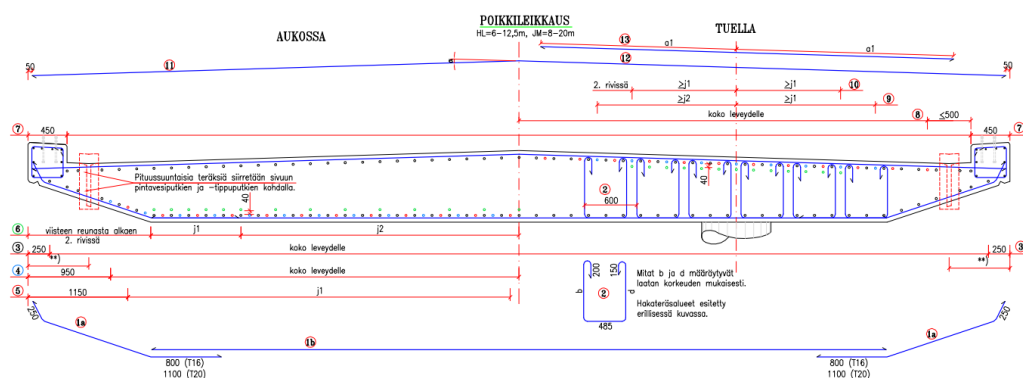 POIKKILEIKKAUS
HL=6-12,5m, JM=8-20m
AUKOSSA
TUELLA
13
a1
a1
50
11
a
12
50
2. rivissä
≥j1
≥j1
10
≥j2
≥j1
9
koko leveydelle
8
≤500
7
450
450
7
Pituussuuntaisia teräksiä siirretään sivuun
pintavesiputkien ja -tippuputkien kohdalla.
40
40
2
600
6
viisteen reunasta alkaen
2. rivissä
j1
j2
3
250
koko leveydelle
250
3
**)
**)
4
950
koko leveydelle
5
1150
j1
200
150
b
2
d
485
Mitat b ja d määräytyvät
laatan korkeuden mukaisesti.
Hakateräsalueet esitetty
erillisessä kuvassa.
250
1a
1b
1a
250
800 (T16)
1100 (T20)
800 (T16)
1100 (T20)